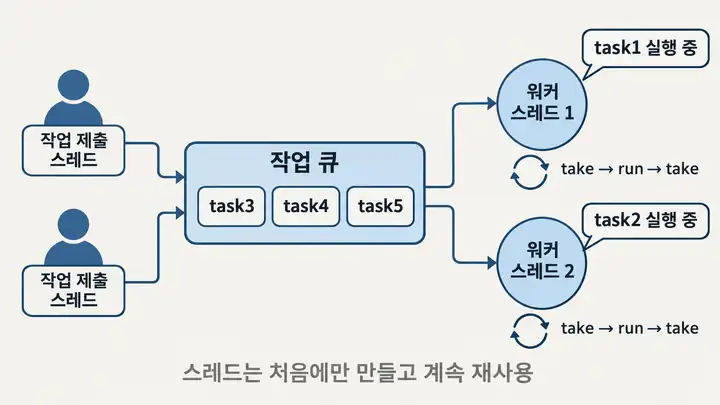 작업 제출
스레드
작업 제출
스레드
작업 큐
task3
task4
task5
워커
스레드 1
task1 실행 중
take → run → take
워커
스레드 2
task2 실행 중
take → run → take
스레드는 처음에만 만들고 계속 재사용